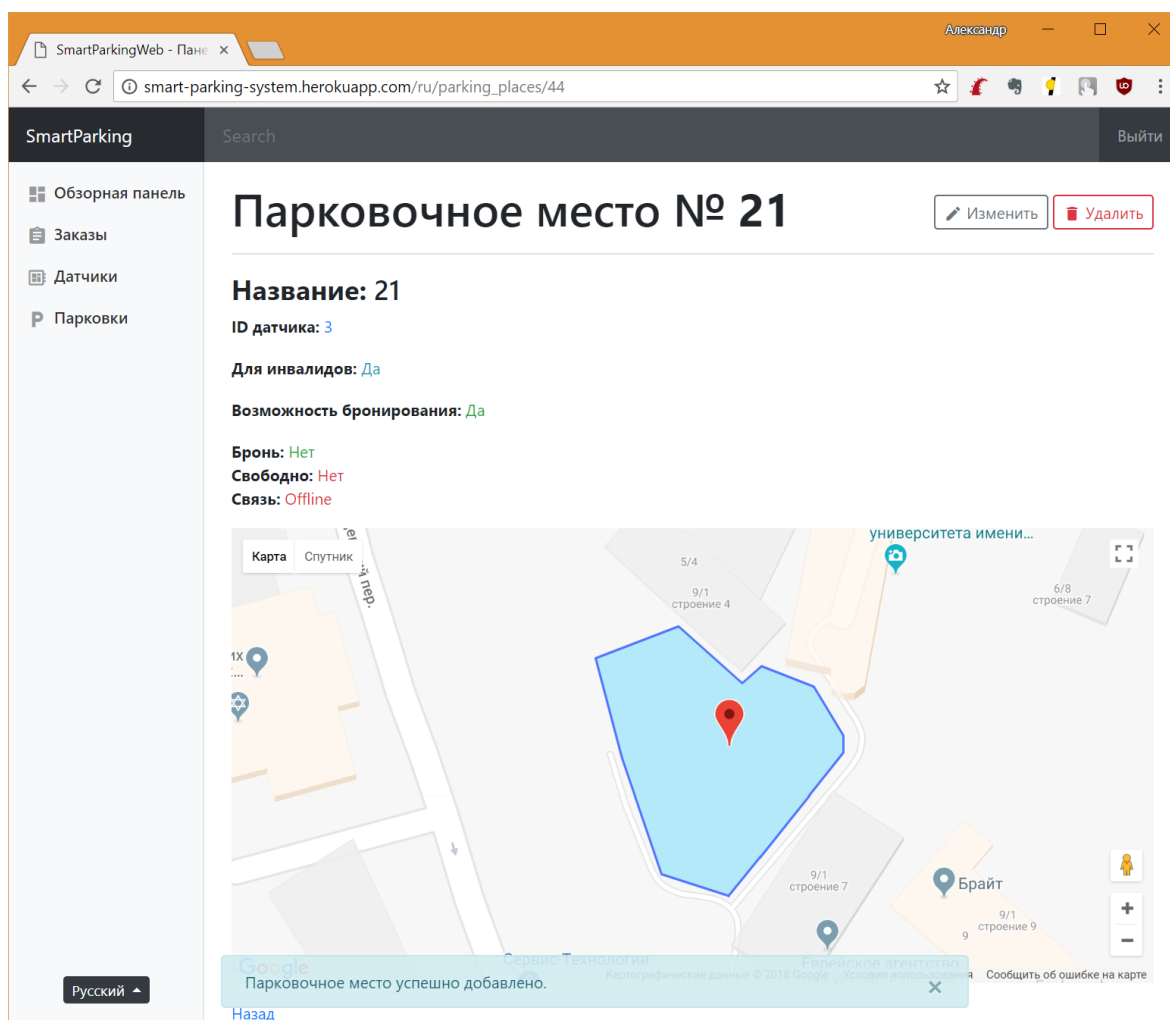 Александр
SmartParkingWeb - Пане
smart-parking-system.herokuapp.com/ru/parking_places/44
SmartParking
Search
Выйти
Обзорная панель
Заказы
Датчики
Парковки
Парковочное место № 21
Изменить
Удалить
Название: 21
ID датчика: 3
Для инвалидов: Да
Возможность бронирования: Да
Бронь: Нет
Свободно: Нет
Связь: Offline
Карта
Спутник
пер.
университета имени...
5/4
9/1
строение 4
6/8
строение 7
их
9/1
строение 7
Брайт
9/1
строение 9
9
Сервис-Технологии
Еврейское агентство
Google
Картографические данные © 2018 Google
Условия использования
Сообщить об ошибке на карте
Парковочное место успешно добавлено.
Назад
Русский